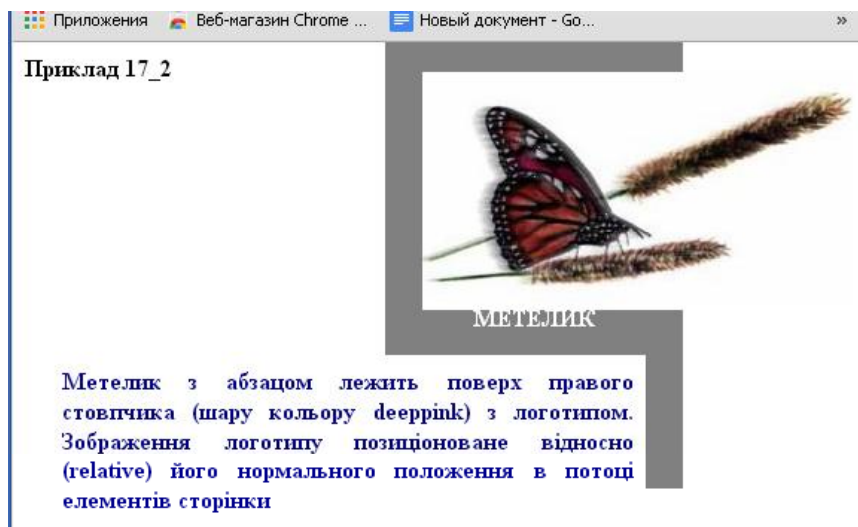 Приложения Веб-магазин Chrome ... Новый документ - Go... »
Приклад 17_2
МЕТЕЛИК
Метелик з абзацом лежить поверх правого
стовпчика (шару кольору deeppink) з логотипом.
Зображення логотипу позиціоноване відносно
(relative) його нормального положення в потоці
елементів сторінки